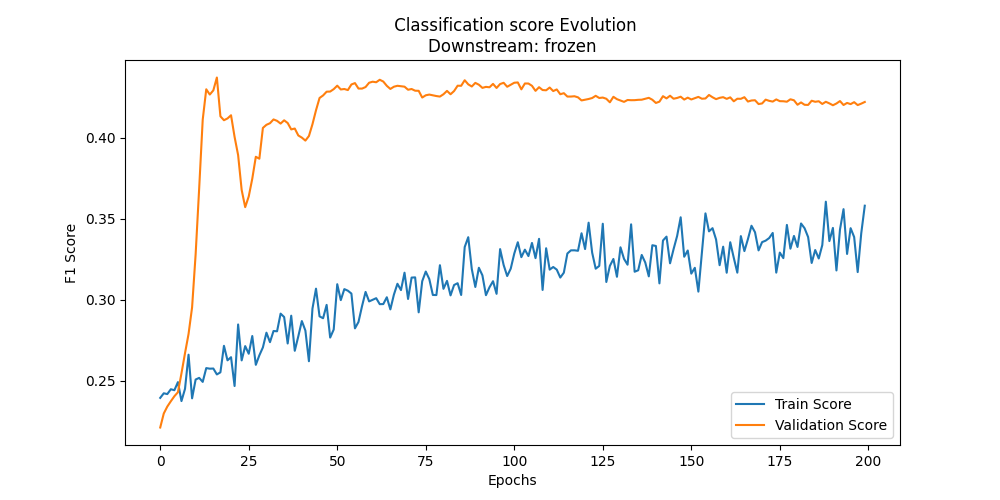 Classification score Evolution
Downstream: frozen
F1 Score
0.40
0.35
0.30
0.25
0 25 50 75 100 125 150 175 200
Epochs
Train Score
Validation Score